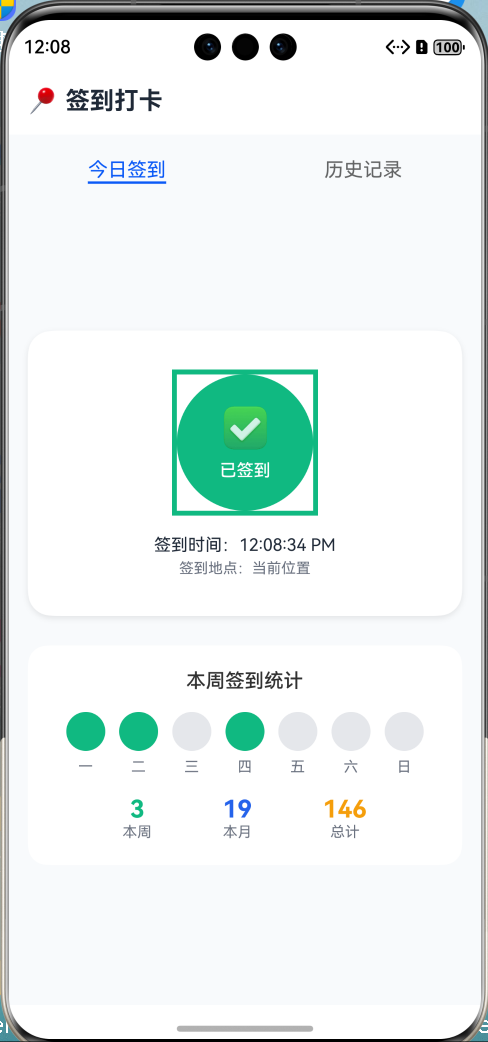 12:08
100
签到打卡
今日签到 历史记录
已签到
签到时间：12:08:34 PM
签到地点：当前位置
本周签到统计
一 二 三 四 五 六 日
3 19 146
本周 本月 总计